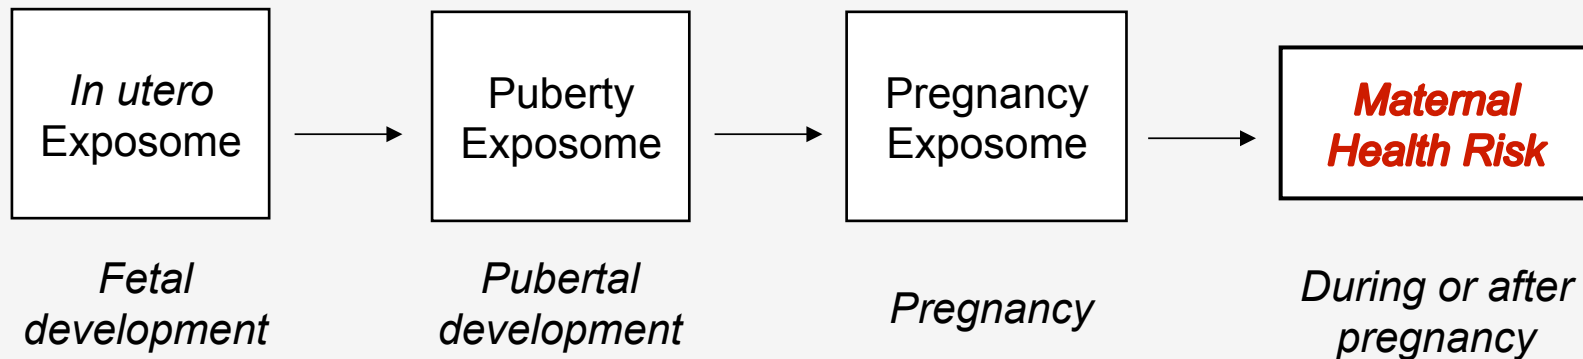 In utero
Exposome
Puberty
Exposome
Pregnancy
Exposome
Maternal
Health Risk
Fetal
development
Pubertal
development
Pregnancy
During or after
pregnancy